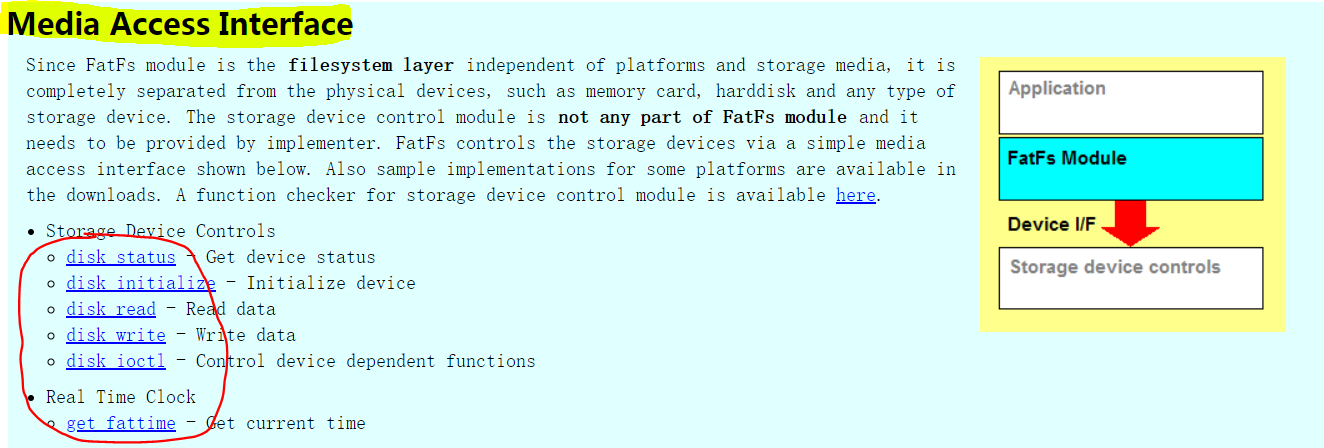 Media Access Interface
Since FatFs module is the filesystem layer independent of platforms and storage media, it is
completely separated from the physical devices, such as memory card, harddisk and any type of
storage device. The storage device control module is not any part of FatFs module and it
needs to be provided by implementer. FatFs controls the storage devices via a simple media
access interface shown below. Also sample implementations for some platforms are available in
the downloads. A function checker for storage device control module is available here.
• Storage Device Controls
disk_status - Get device status
disk_initialize - Initialize device
disk_read - Read data
disk_write - Write data
disk_ioctl - Control device dependent functions
• Real Time Clock
get_fattime - Get current time
Application
FatFs Module
Device I/F
Storage device controls